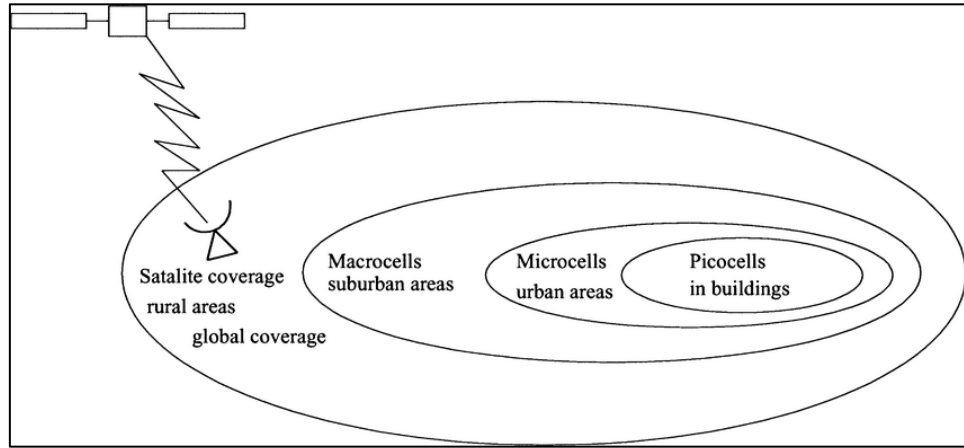 Satalite coverage
rural areas
global coverage
Macrocells
suburban areas
Microcells
urban areas
Picocells
in buildings